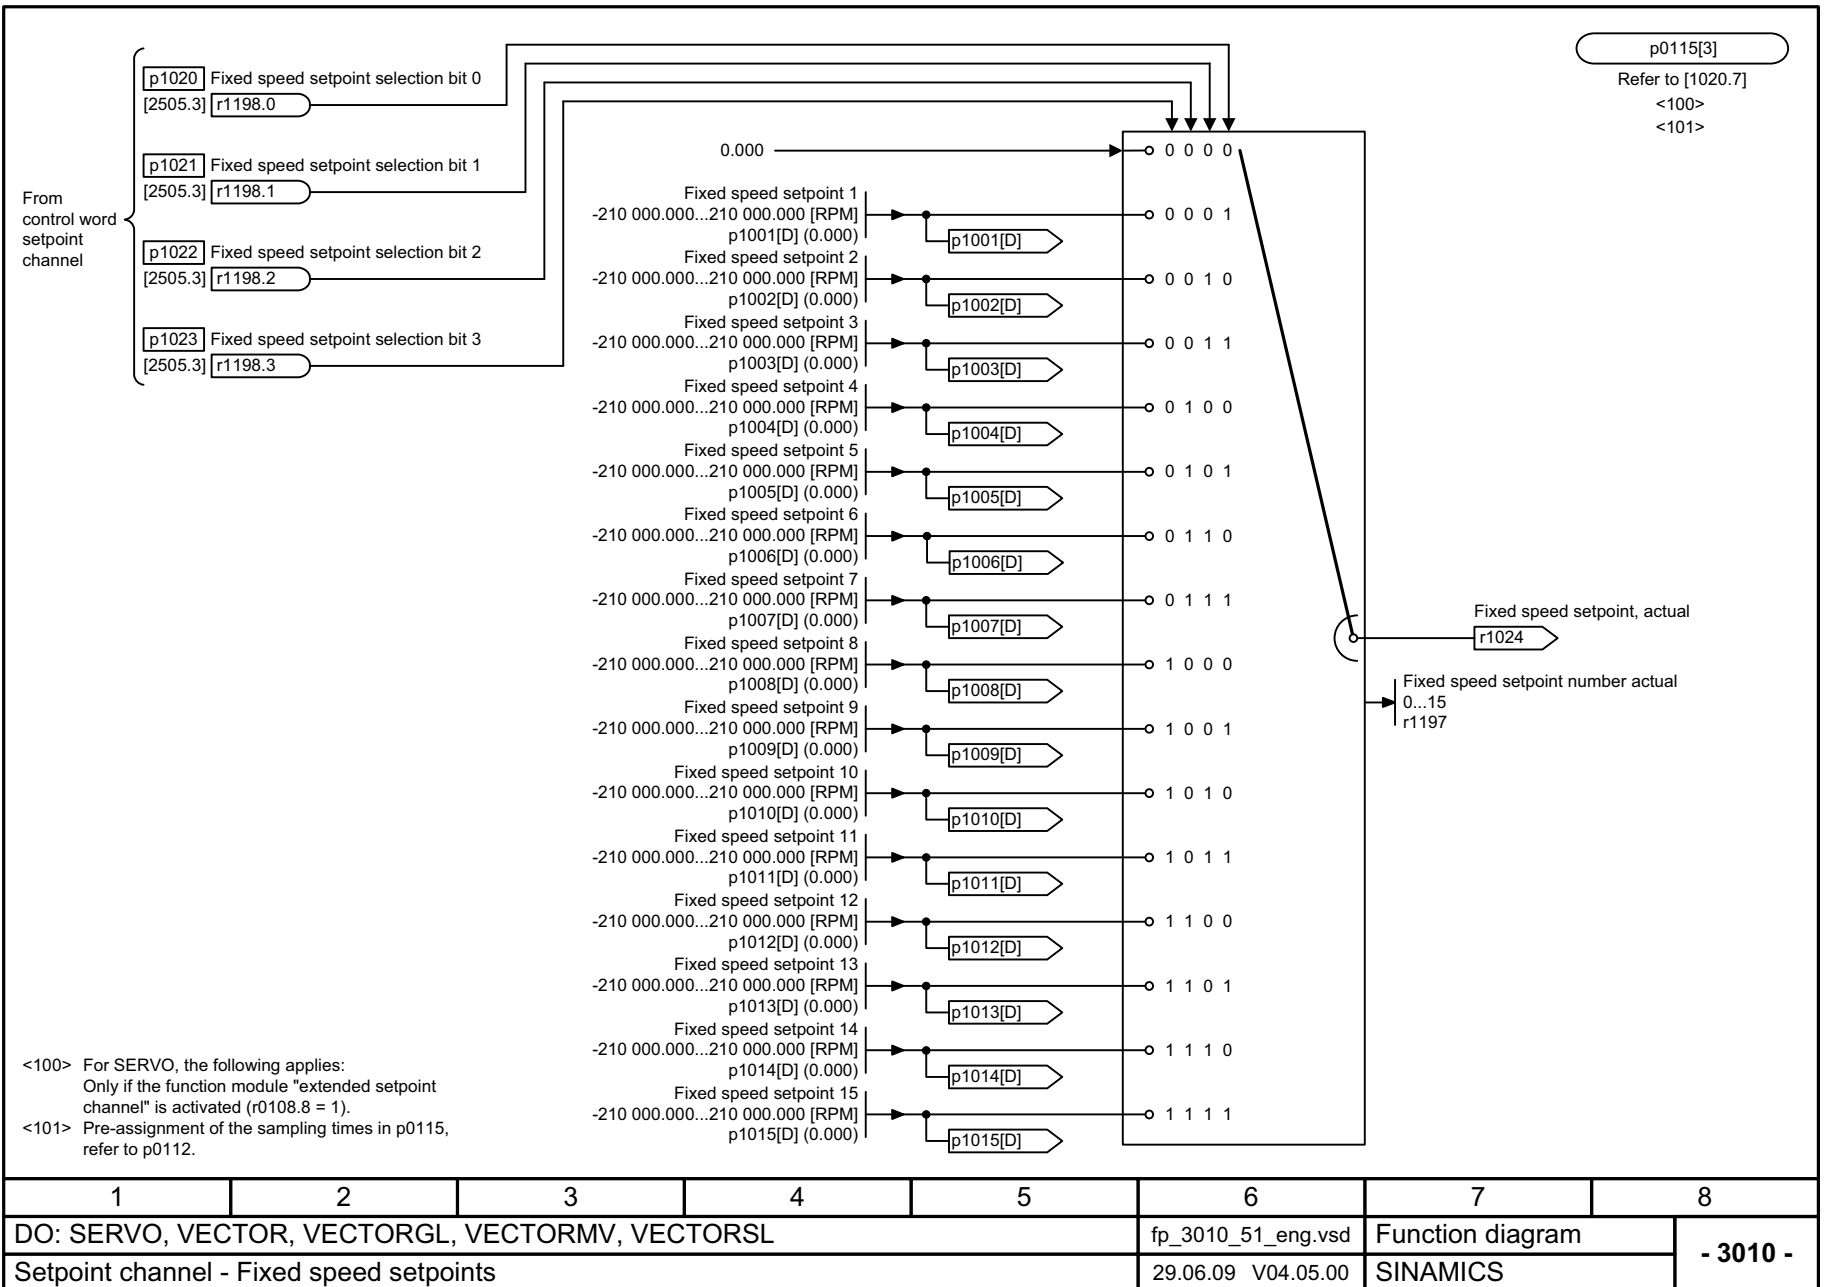 p1020 Fixed speed setpoint selection bit 0
[2505.3] r1198.0
p1021 Fixed speed setpoint selection bit 1
[2505.3] r1198.1
From
control word
setpoint
channel
p1022 Fixed speed setpoint selection bit 2
[2505.3] r1198.2
p1023 Fixed speed setpoint selection bit 3
[2505.3] r1198.3
p0115[3]
Refer to [1020.7]
<100>
<101>
0.000 0 0 0 0
Fixed speed setpoint 1
-210 000.000...210 000.000 [RPM] 0 0 0 1
p1001[D] (0.000) p1001[D]
Fixed speed setpoint 2
-210 000.000...210 000.000 [RPM] 0 0 1 0
p1002[D] (0.000) p1002[D]
Fixed speed setpoint 3
-210 000.000...210 000.000 [RPM] 0 0 1 1
p1003[D] (0.000) p1003[D]
Fixed speed setpoint 4
-210 000.000...210 000.000 [RPM] 0 1 0 0
p1004[D] (0.000) p1004[D]
Fixed speed setpoint 5
-210 000.000...210 000.000 [RPM] 0 1 0 1
p1005[D] (0.000) p1005[D]
Fixed speed setpoint 6
-210 000.000...210 000.000 [RPM] 0 1 1 0
p1006[D] (0.000) p1006[D]
Fixed speed setpoint 7
-210 000.000...210 000.000 [RPM] 0 1 1 1
p1007[D] (0.000) p1007[D]
Fixed speed setpoint 8
-210 000.000...210 000.000 [RPM] 1 0 0 0
p1008[D] (0.000) p1008[D]
Fixed speed setpoint 9
-210 000.000...210 000.000 [RPM] 1 0 0 1
p1009[D] (0.000) p1009[D]
Fixed speed setpoint 10
-210 000.000...210 000.000 [RPM] 1 0 1 0
p1010[D] (0.000) p1010[D]
Fixed speed setpoint 11
-210 000.000...210 000.000 [RPM] 1 0 1 1
p1011[D] (0.000) p1011[D]
Fixed speed setpoint 12
-210 000.000...210 000.000 [RPM] 1 1 0 0
p1012[D] (0.000) p1012[D]
Fixed speed setpoint 13
-210 000.000...210 000.000 [RPM] 1 1 0 1
p1013[D] (0.000) p1013[D]
Fixed speed setpoint 14
-210 000.000...210 000.000 [RPM] 1 1 1 0
p1014[D] (0.000) p1014[D]
Fixed speed setpoint 15
-210 000.000...210 000.000 [RPM] 1 1 1 1
p1015[D] (0.000) p1015[D]
Fixed speed setpoint, actual
r1024
Fixed speed setpoint number actual
0...15
r1197
<100> For SERVO, the following applies:
Only if the function module "extended setpoint
channel" is activated (r0108.8 = 1).
<101> Pre-assignment of the sampling times in p0115,
refer to p0112.
1 2 3 4 5 6 7 8
DO: SERVO, VECTOR, VECTORGL, VECTORMV, VECTORSL fp_3010_51_eng.vsd Function diagram
- 3010 -
Setpoint channel - Fixed speed setpoints 29.06.09 V04.05.00 SINAMICS